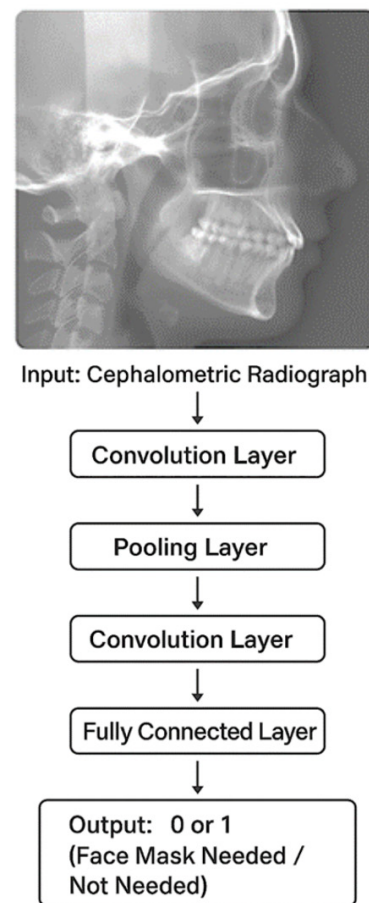 Input: Cephalometric Radiograph
Convolution Layer
Pooling Layer
Convolution Layer
Fully Connected Layer
Output: 0 or 1
(Face Mask Needed /
Not Needed)